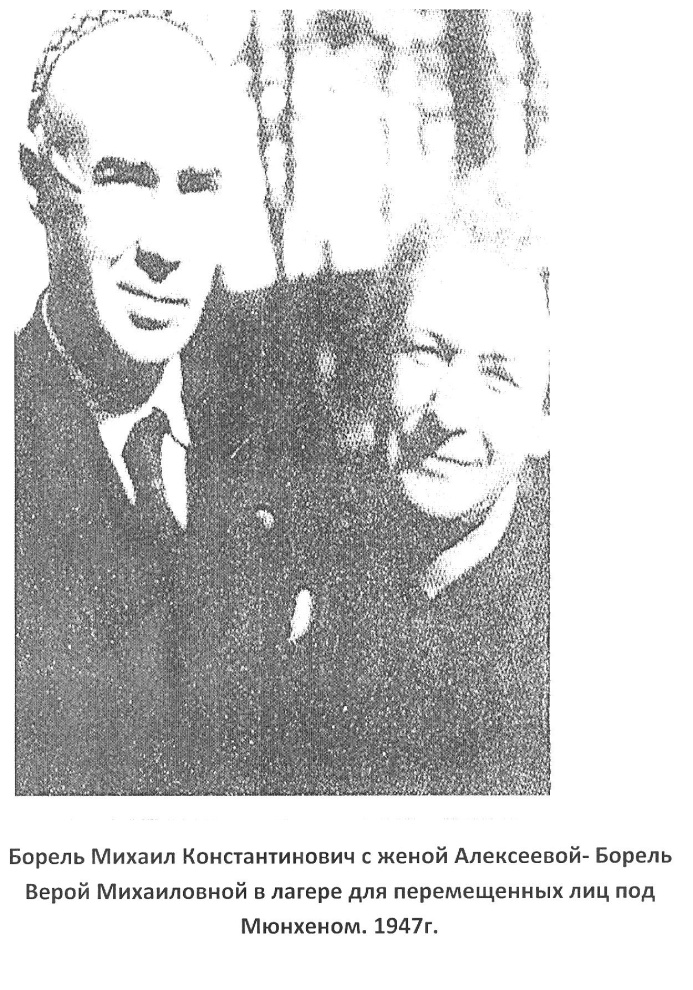 Борель Михаил Константинович с женой Алексеевой- Борель
Верой Михаиловной в лагере для перемещенных лиц под
Мюнхеном. 1947г.